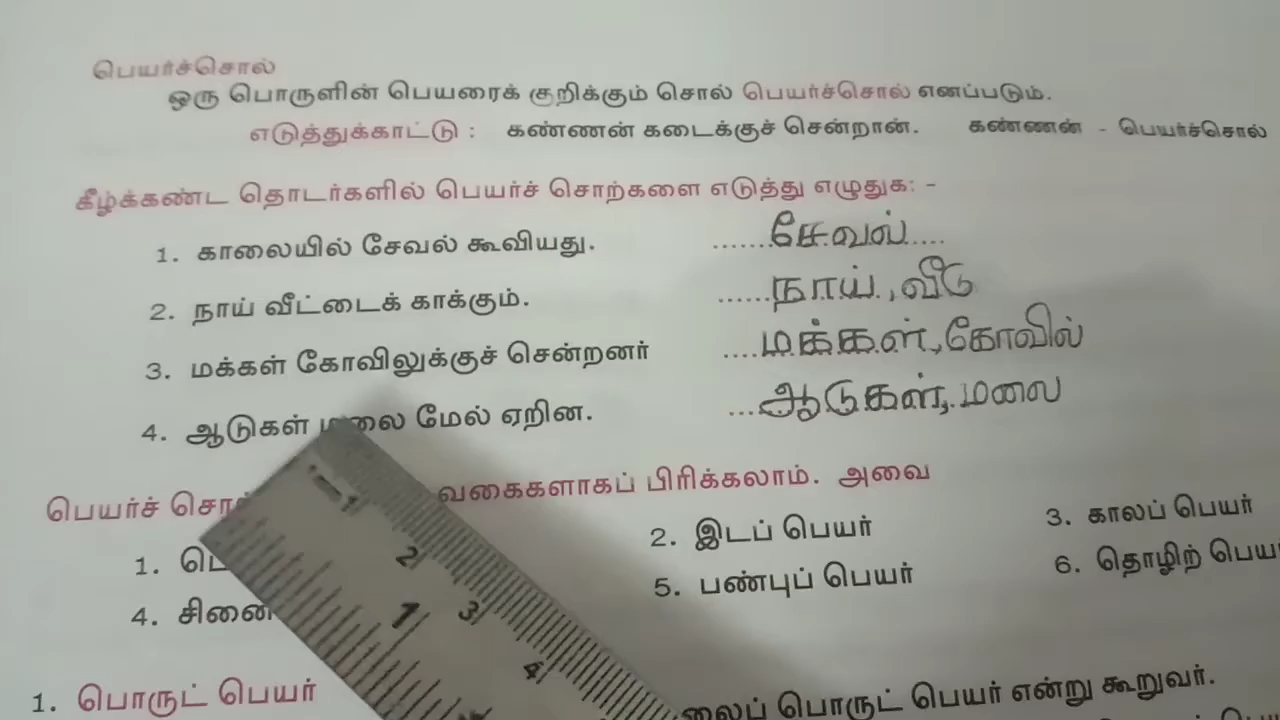 பெயர்ச்சொல்
ஒரு பொருளின் பெயரைக் குறிக்கும் சொல் பெயர்ச்சொல் எனப்படும்.
எடுத்துக்காட்டு : கண்ணன் கடைக்குச் சென்றான். கண்ணன் - பெயர்ச்சொல்
கீழ்க்கண்ட தொடர்களில் பெயர்ச் சொற்களை எடுத்து எழுதுக: -
1. காலையில் சேவல் கூவியது. ......சேவல்....
2. நாய் வீட்டைக் காக்கும். ......நாய், வீடு
3. மக்கள் கோவிலுக்குச் சென்றனர் ....மக்கள், கோவில்
4. ஆடுகள் மலை மேல் ஏறின. ...ஆடுகள், மலை
பெயர்ச் வகைகளாகப் பிரிக்கலாம். அவை
1. 2. இடப் பெயர் 3. காலப் பெயர்
4. சினை 5. பண்புப் பெயர் 6. தொழிற் பெய
1. பொருட் பெயர் பொருட் பெயர் என்று கூறுவர்.